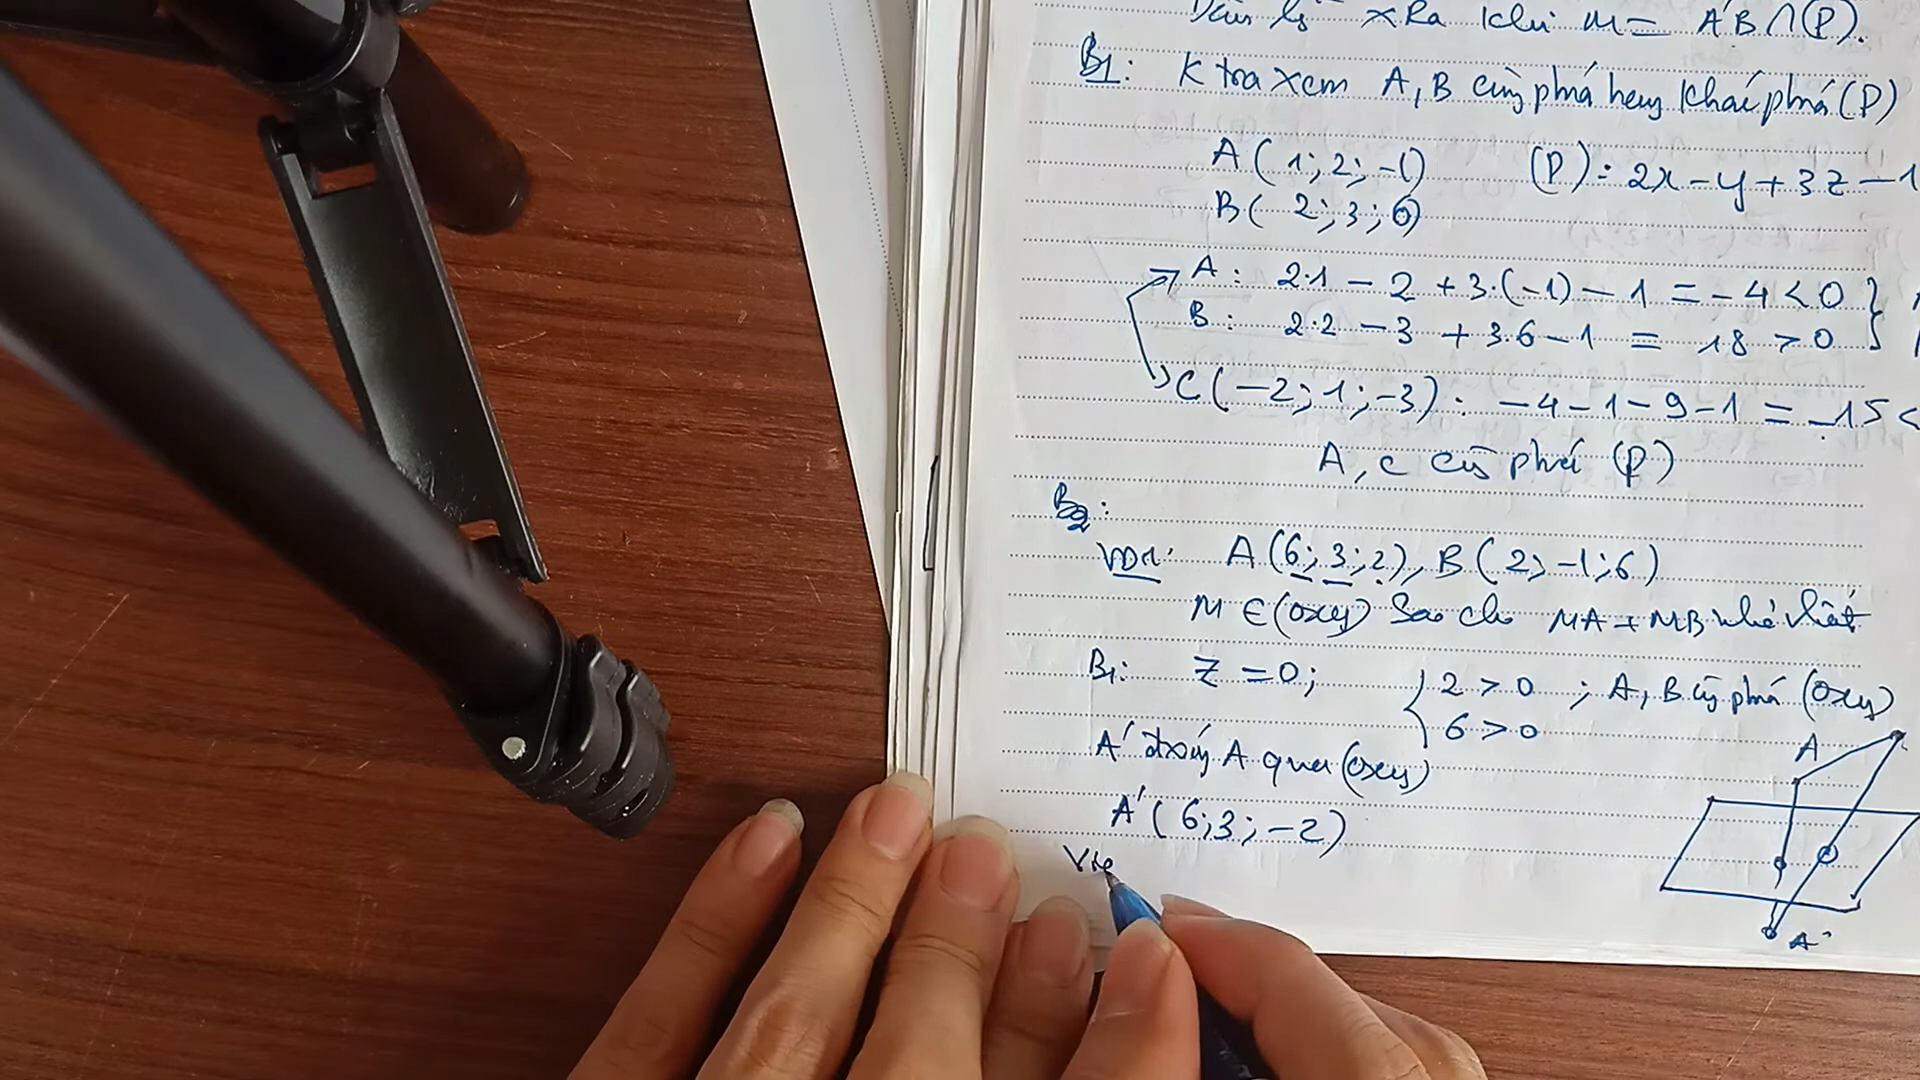 Dấu "=" xRa khi M = A'B ∩ (P).
B1: K tra xem A, B cùng phía hay khác phía (P)
A(1; 2; -1) (P): 2x - y + 3z - 1
B(2; 3; 6)
A: 2.1 - 2 + 3.(-1) - 1 = -4 < 0 }
B: 2.2 - 3 + 3.6 - 1 = 18 > 0
C(-2; 1; -3): -4 - 1 - 9 - 1 = -15 <
A, C cùng phía (P)
B2:
VD1: A(6; 3; 2), B(2; -1; 6)
M ∈ (Oxy) Sao cho MA + MB nhỏ nhất
B1: Z = 0; { 2 > 0 ; A, B cùng phía (Oxy)
6 > 0
A' đxứng A qua (Oxy)
A'(6; 3; -2)
Viế
A
A'